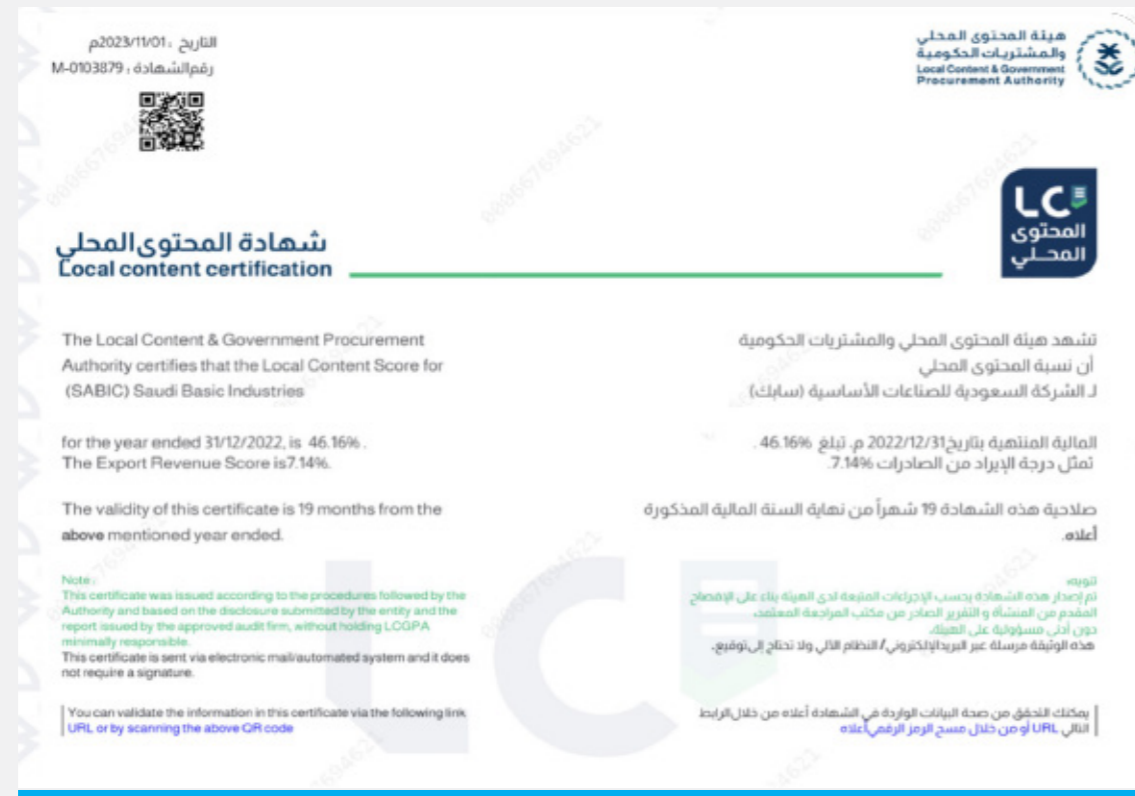 التاريخ : 2023/11/01م
رقم الشهادة : M-0103879
هيئة المحتوى المحلي
والمشتريات الحكومية
Local Content & Government
Procurement Authority
LC
المحتوى
المحلي
شهادة المحتوى المحلي
Local content certification
The Local Content & Government Procurement
Authority certifies that the Local Content Score for
(SABIC) Saudi Basic Industries
for the year ended 31/12/2022, is 46.16% .
The Export Revenue Score is7.14%.
The validity of this certificate is 19 months from the
above mentioned year ended.
Note :
This certificate was issued according to the procedures followed by the
Authority and based on the disclosure submitted by the entity and the
report issued by the approved audit firm, without holding LCGPA
minimally responsible.
This certificate is sent via electronic mail/automated system and it does
not require a signature.
You can validate the information in this certificate via the following link
URL or by scanning the above QR code
تشهد هيئة المحتوى المحلي والمشتريات الحكومية
أن نسبة المحتوى المحلي
لـ الشركة السعودية للصناعات الأساسية (سابك)
المالية المنتهية بتاريخ 2022/12/31 م. تبلغ 46.16% .
تمثل درجة الإيراد من الصادرات 7.14%.
صلاحية هذه الشهادة 19 شهراً من نهاية السنة المالية المذكورة
أعلاه.
تنويه:
تم إصدار هذه الشهادة بحسب الإجراءات المتبعة لدى الهيئة بناء على الإفصاح
المقدم من المنشأة و التقرير الصادر من مكتب المراجعة المعتمد،
دون أدنى مسؤولية على الهيئة.
هذه الوثيقة مرسلة عبر البريد الإلكتروني/ النظام الآلي ولا تحتاج إلى توقيع.
يمكنك التحقق من صحة البيانات الواردة في الشهادة أعلاه من خلال الرابط
التالي URL أو من خلال مسح الرمز الرقمي أعلاه
000667694621